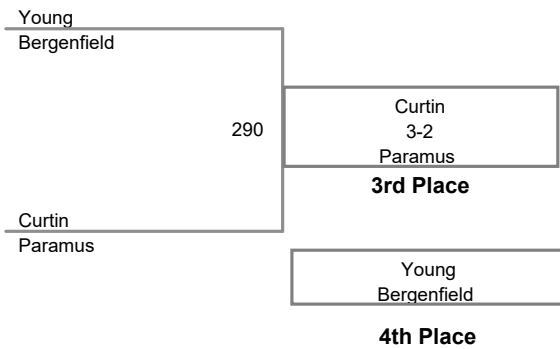 Young
Bergenfield
290
Curtin
3-2
Paramus
3rd Place
Curtin
Paramus
Young
Bergenfield
4th Place